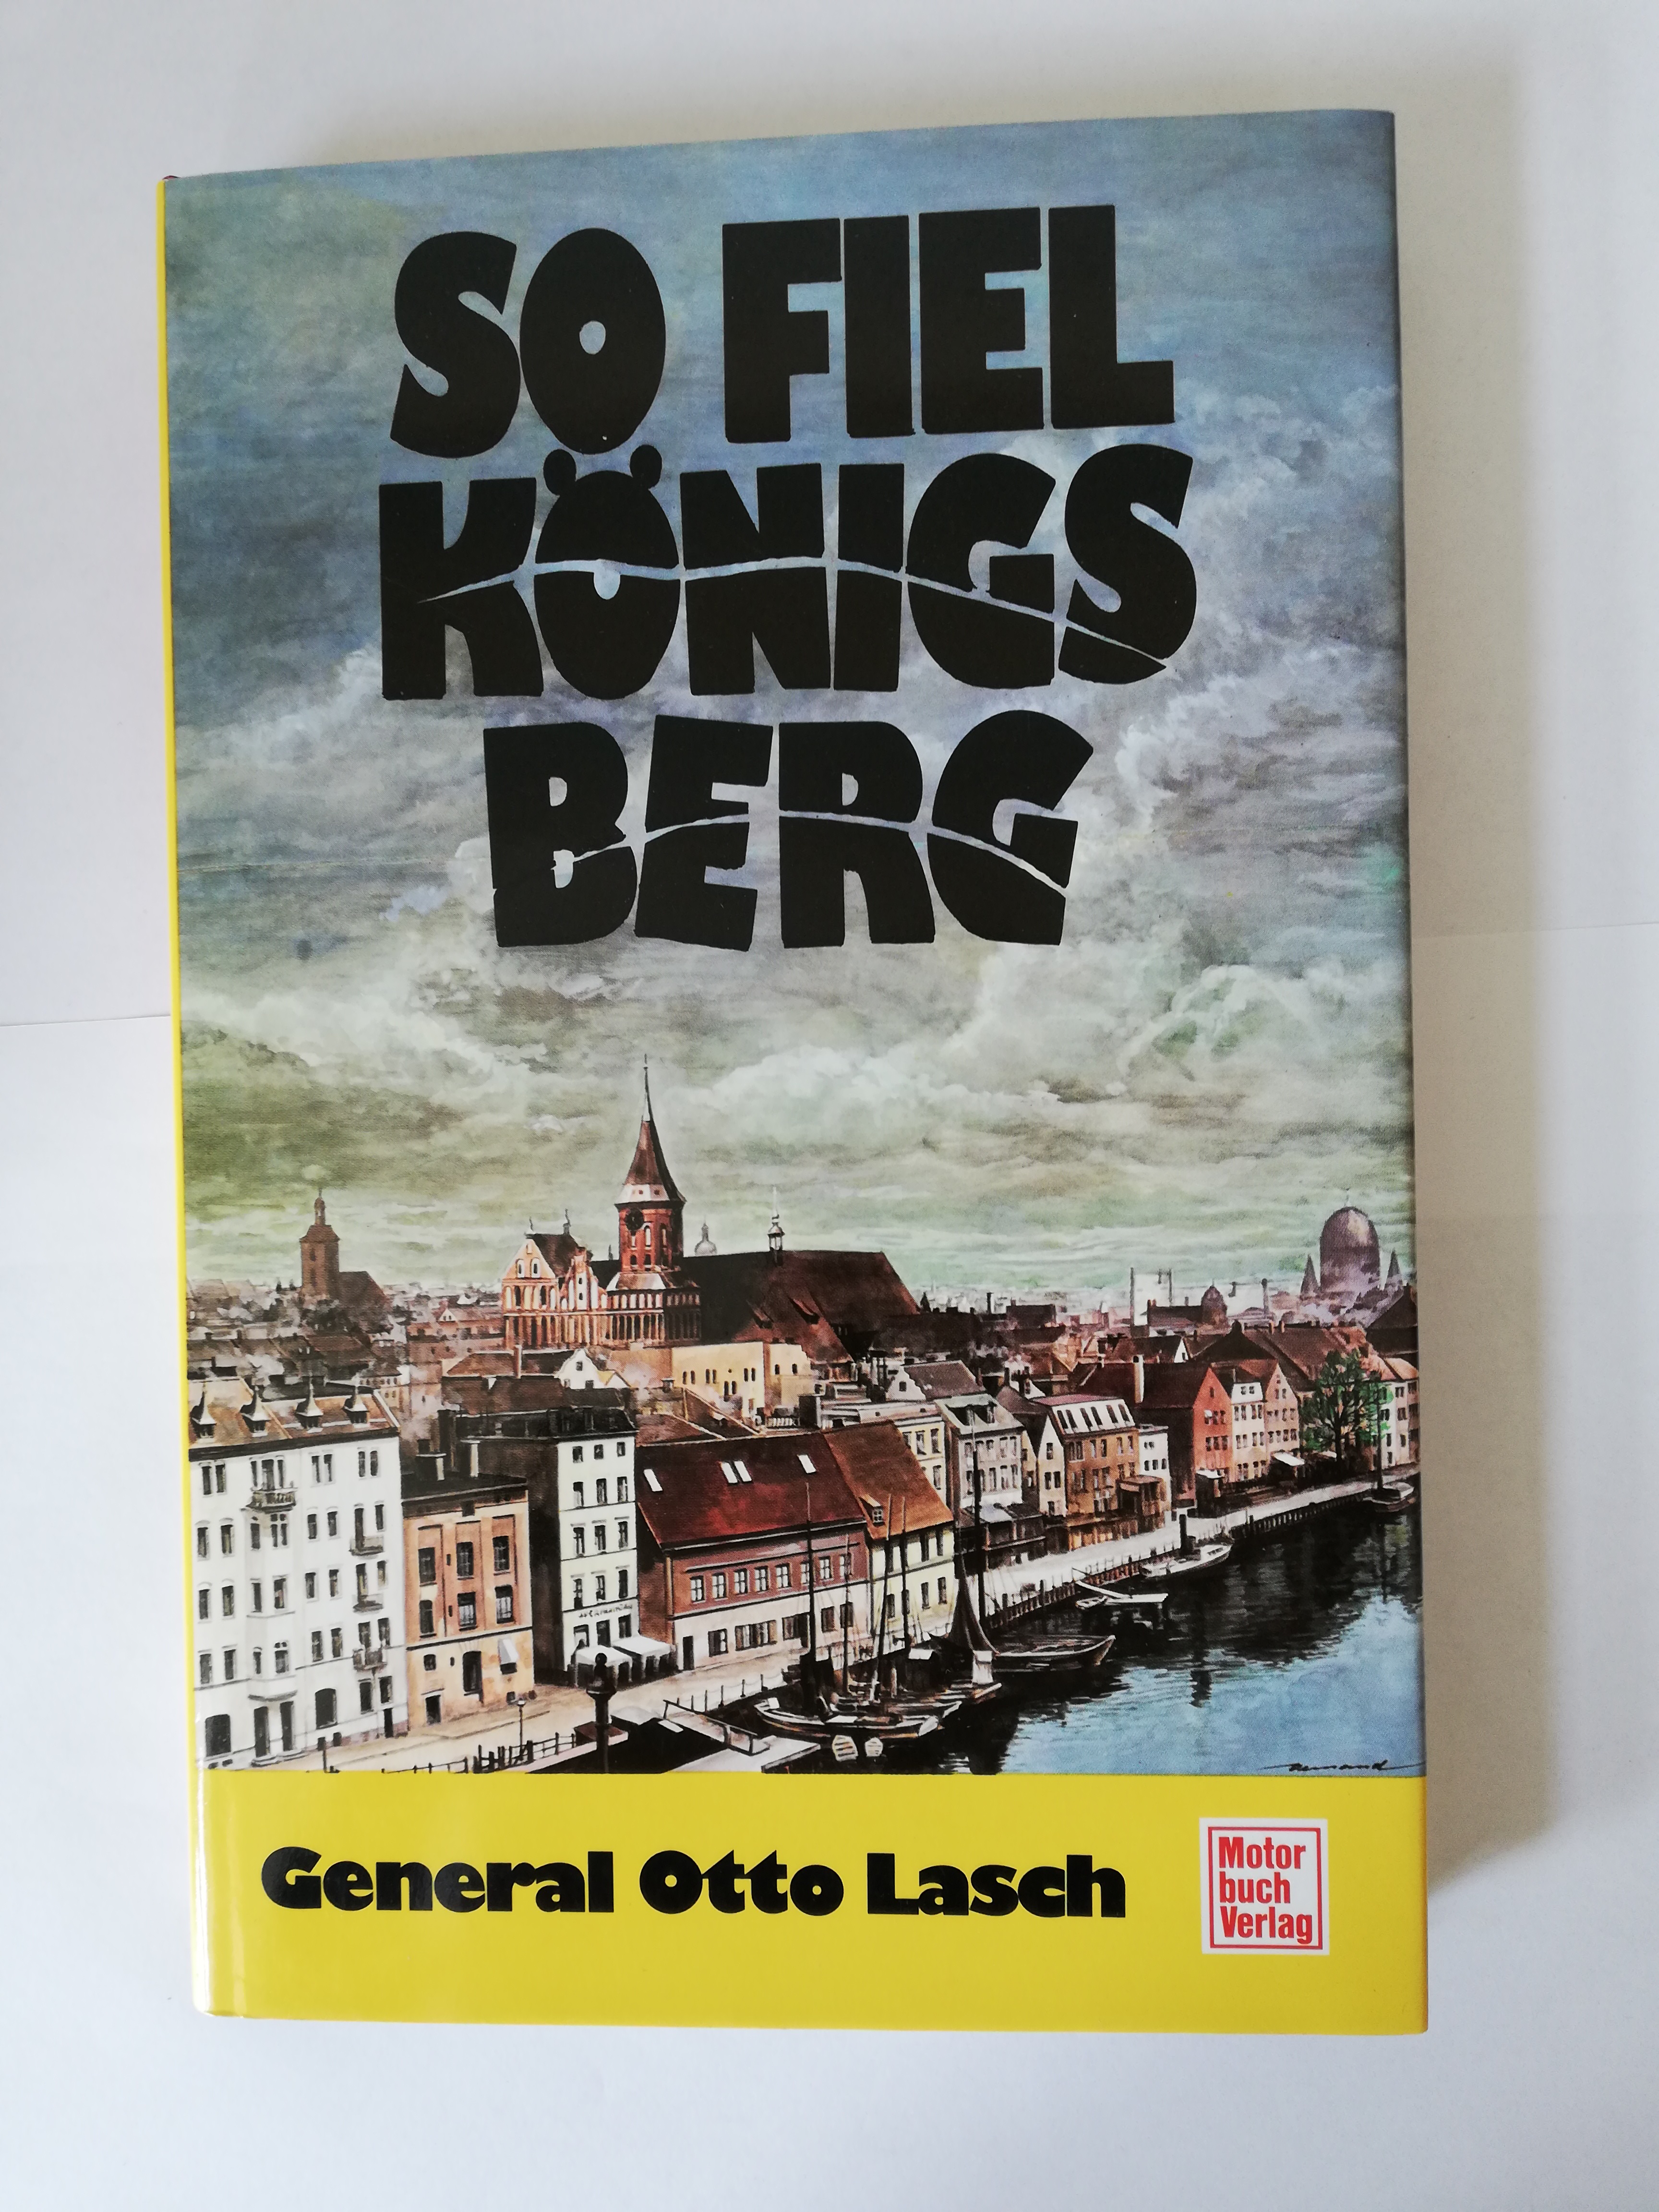 SO FIEL
KÖNIGS
BERG
General Otto Lasch
Motor
buch
Verlag